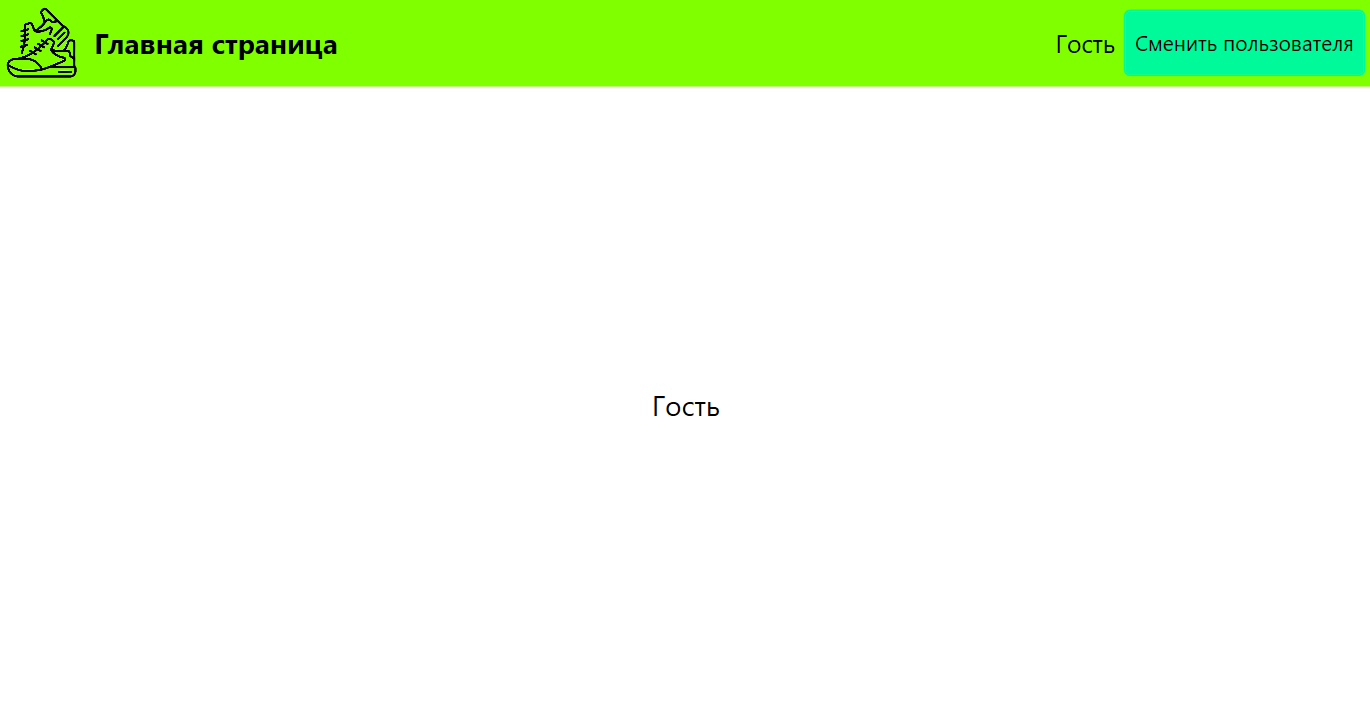 Главная страница
Гость
Сменить пользователя
Гость